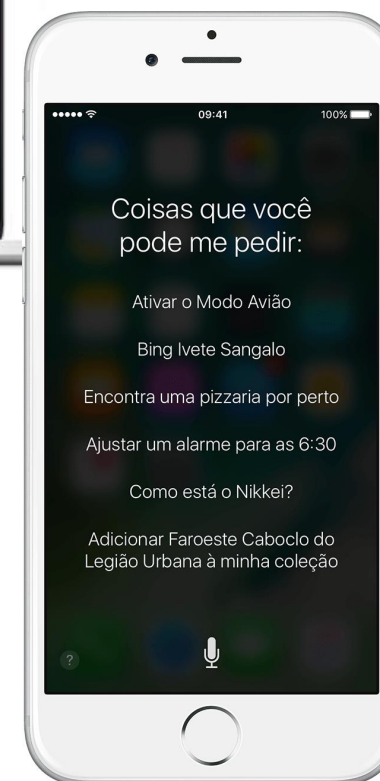 09:41 100%
Coisas que você
pode me pedir:
Ativar o Modo Avião
Bing Ivete Sangalo
Encontra uma pizzaria por perto
Ajustar um alarme para as 6:30
Como está o Nikkei?
Adicionar Faroeste Caboclo do
Legião Urbana à minha coleção
?